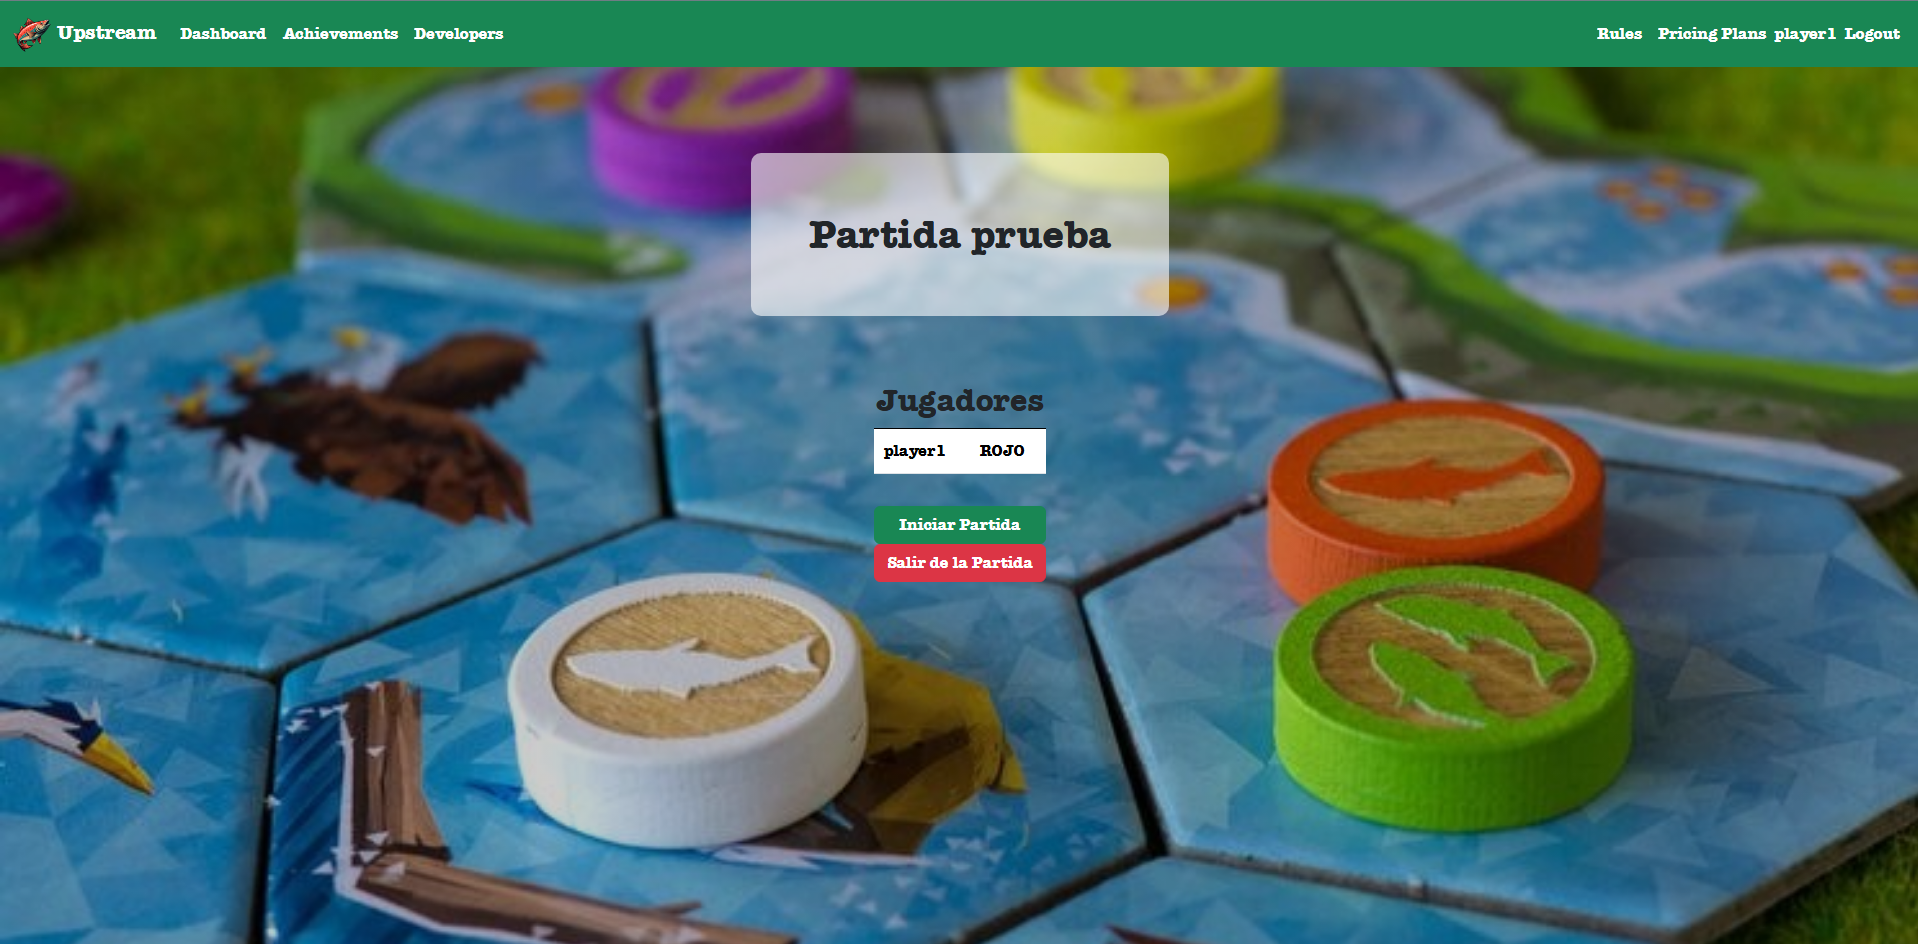 Upstream Dashboard Achievements Developers Rules Pricing Plans player1 Logout
Partida prueba
Jugadores
player1 ROJO
Iniciar Partida
Salir de la Partida